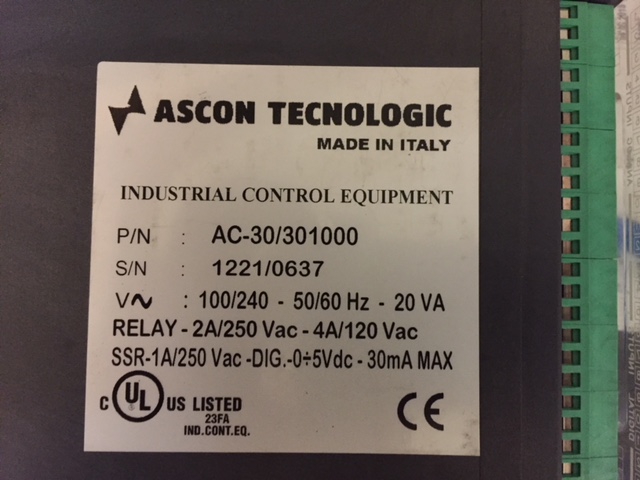 ASCON TECNOLOGIC
MADE IN ITALY
INDUSTRIAL CONTROL EQUIPMENT
P/N : AC-30/301000
S/N : 1221/0637
V∿ : 100/240 - 50/60 Hz - 20 VA
RELAY - 2A/250 Vac - 4A/120 Vac
SSR-1A/250 Vac -DIG.-0÷5Vdc - 30mA MAX
C UL US LISTED
23FA
IND.CONT.EQ.
CE